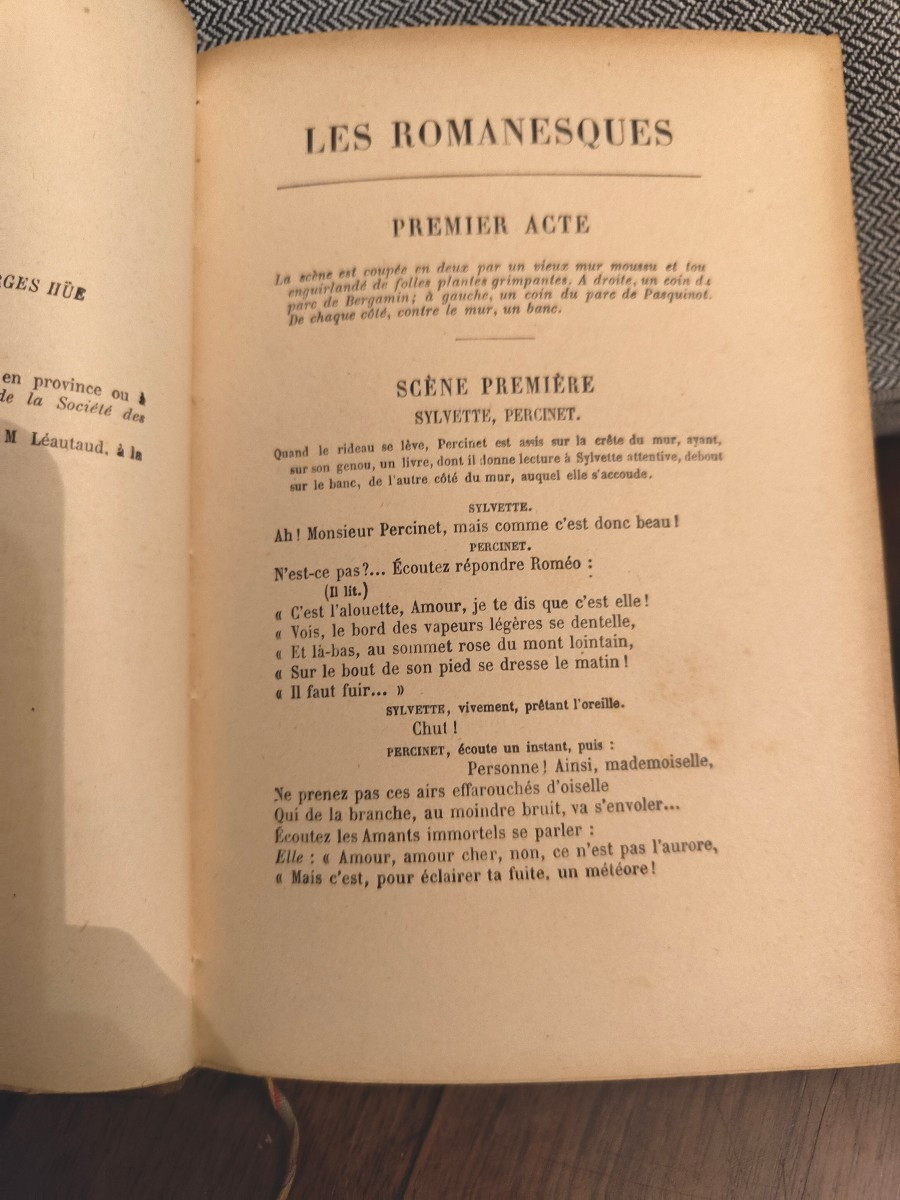 RGES HÜE
en province ou à
de la Société des
M Léautaud, à la
LES ROMANESQUES
PREMIER ACTE
La scène est coupée en deux par un vieux mur moussu et tou
enguirlandé de folles plantes grimpantes. A droite, un coin de
parc de Bergamin; à gauche, un coin du parc de Pasquinot.
De chaque côté, contre le mur, un banc.
SCÈNE PREMIÈRE
SYLVETTE, PERCINET.
Quand le rideau se lève, Percinet est assis sur la crête du mur, ayant,
sur son genou, un livre, dont il donne lecture à Sylvette attentive, debout
sur le banc, de l'autre côté du mur, auquel elle s'accoude.
SYLVETTE.
Ah! Monsieur Percinet, mais comme c'est donc beau!
PERCINET.
N'est-ce pas?... Écoutez répondre Roméo :
(Il lit.)
« C'est l'alouette, Amour, je te dis que c'est elle!
« Vois, le bord des vapeurs légères se dentelle,
« Et là-bas, au sommet rose du mont lointain,
« Sur le bout de son pied se dresse le matin!
« Il faut fuir... »
SYLVETTE, vivement, prêtant l'oreille.
Chut!
PERCINET, écoute un instant, puis :
Personne! Ainsi, mademoiselle,
Ne prenez pas ces airs effarouchés d'oiselle
Qui de la branche, au moindre bruit, va s'envoler...
Écoutez les Amants immortels se parler :
Elle : « Amour, amour cher, non, ce n'est pas l'aurore,
« Mais c'est, pour éclairer ta fuite, un météore!